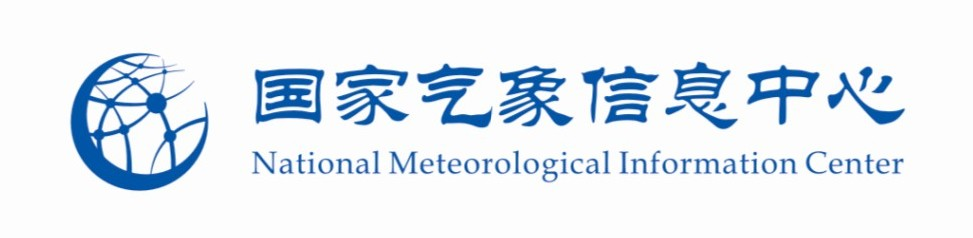 国家气象信息中心
National Meteorological Information Center